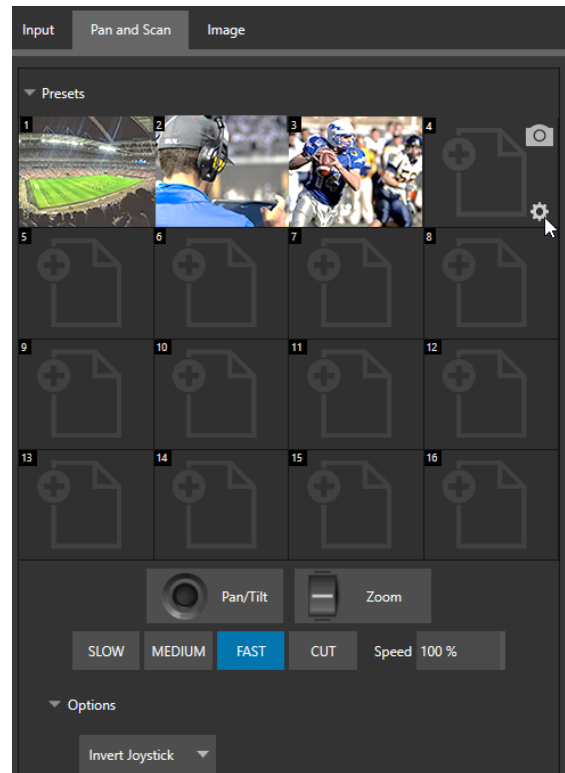 Input Pan and Scan Image
Presets
1 2 3 4
5 6 7 8
9 10 11 12
13 14 15 16
Pan/Tilt Zoom
SLOW MEDIUM FAST CUT Speed 100 %
Options
Invert Joystick